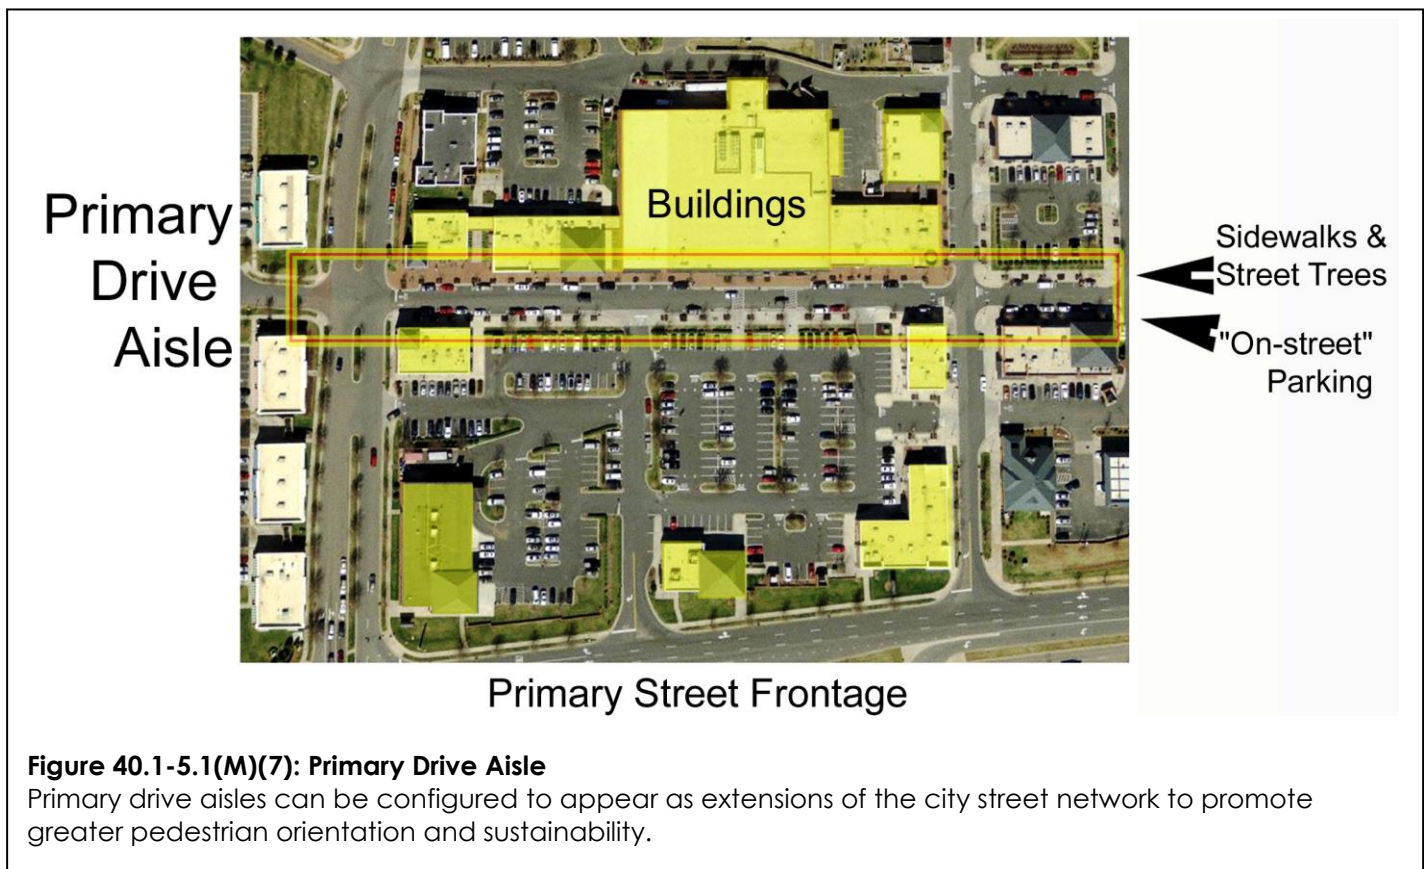 Primary
Drive
Aisle
Buildings
Sidewalks &
Street Trees
"On-street"
Parking
Primary Street Frontage
Figure 40.1-5.1(M)(7): Primary Drive Aisle
Primary drive aisles can be configured to appear as extensions of the city street network to promote
greater pedestrian orientation and sustainability.